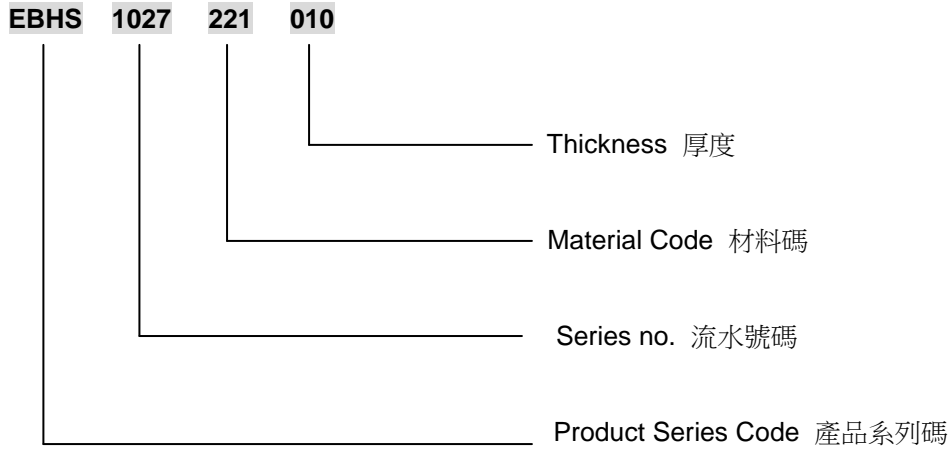 EBHS 1027 221 010
Thickness 厚度
Material Code 材料碼
Series no. 流水號碼
Product Series Code 產品系列碼